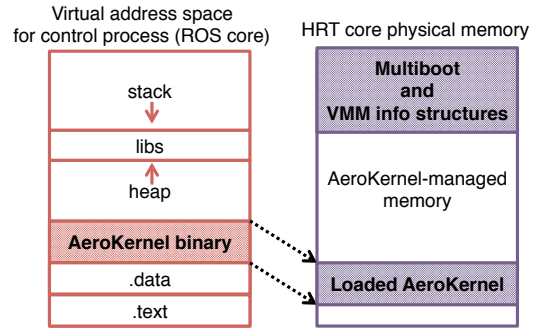 Virtual address space
for control process (ROS core)
stack
libs
heap
AeroKernel binary
.data
.text
HRT core physical memory
Multiboot
and
VMM info structures
AeroKernel-managed
memory
Loaded AeroKernel